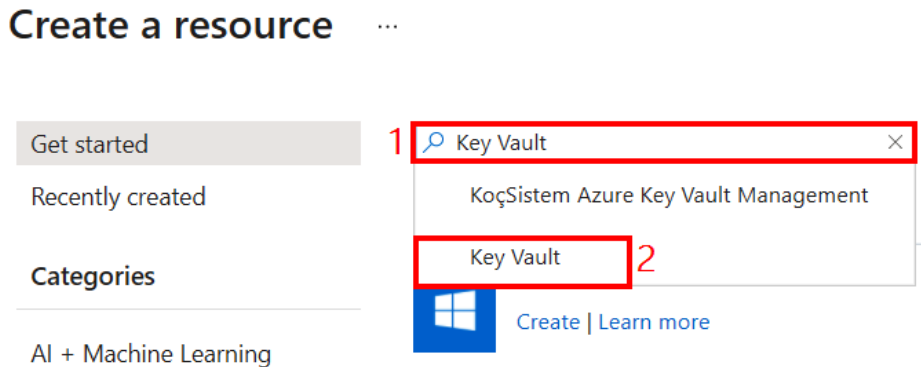 Create a resource ...
Get started
Recently created
Categories
AI + Machine Learning
1 Key Vault
KoçSistem Azure Key Vault Management
Key Vault 2
Create | Learn more